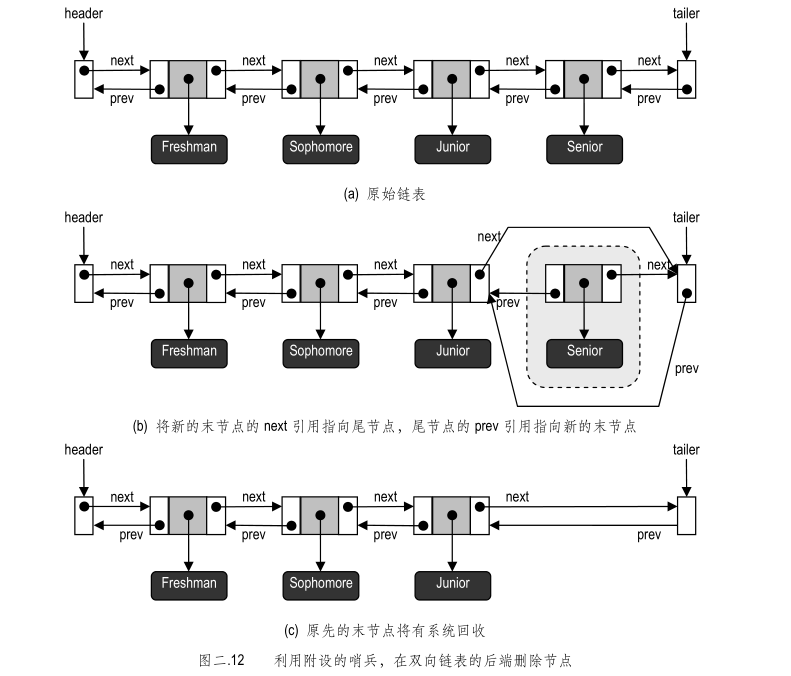 header tailer
next next next next next
prev prev prev prev prev
Freshman Sophomore Junior Senior
(a) 原始链表
header tailer
next
next next next next
prev prev prev prev
Freshman Sophomore Junior Senior
prev
(b) 将新的末节点的 next 引用指向尾节点，尾节点的 prev 引用指向新的末节点
header tailer
next next next next
prev prev prev prev
Freshman Sophomore Junior
(c) 原先的末节点将有系统回收
图二.12 利用附设的哨兵，在双向链表的后端删除节点